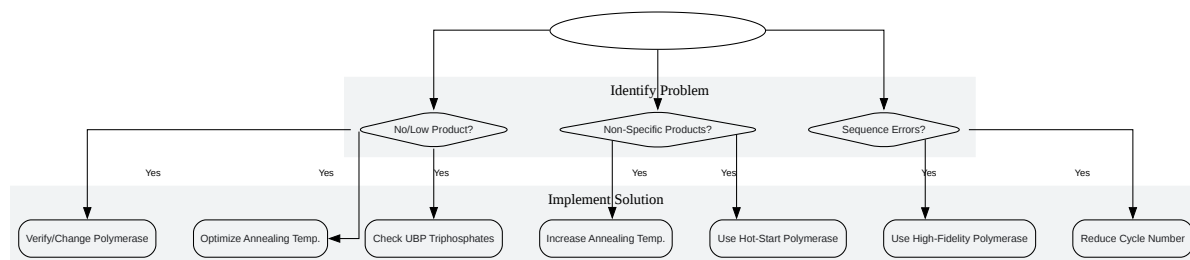 Identify Problem
No/Low Product?
Non-Specific Products?
Sequence Errors?
Yes
Yes
Yes
Yes
Yes
Yes
Yes
Implement Solution
Verify/Change Polymerase
Optimize Annealing Temp.
Check UBP Triphosphates
Increase Annealing Temp.
Use Hot-Start Polymerase
Use High-Fidelity Polymerase
Reduce Cycle Number